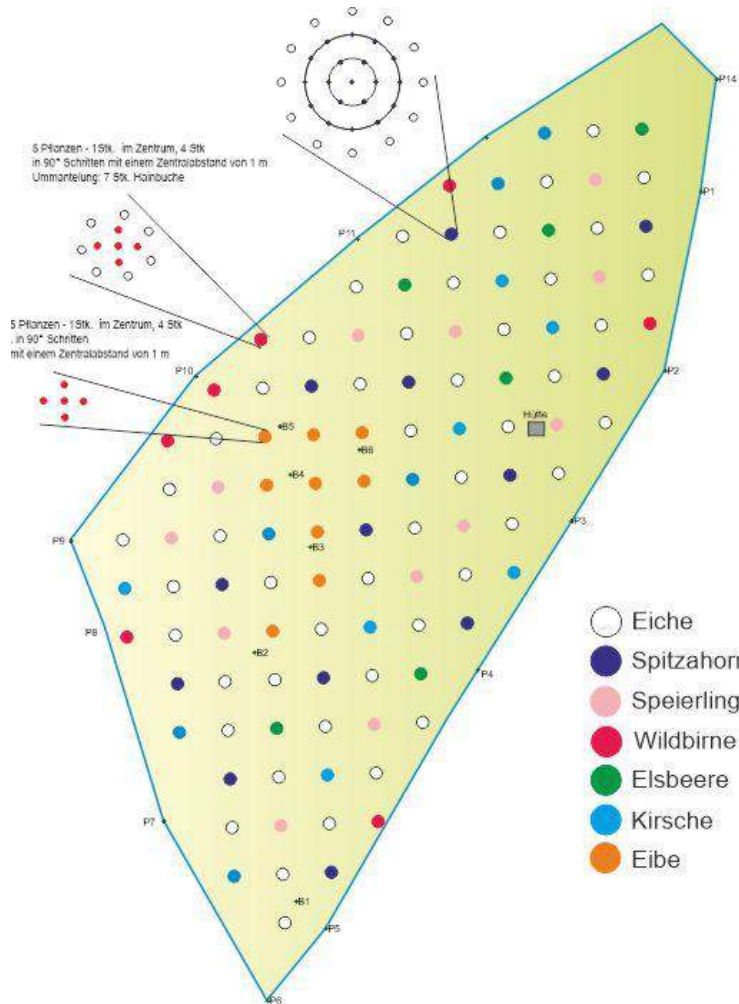 P14
5 Pflanzen - 1Stk. im Zentrum, 4 Stk
in 90° Schritten mit einem Zentralabstand von 1 m
Ummantelung: 7 Stk. Hainbuche
P1
P11
5 Pflanzen - 1Stk. im Zentrum, 4 Stk
. in 90° Schritten
mit einem Zentralabstand von 1 m
P10
P2
Hütte
B5
B6
B4
P9
P3
B3
P8
B2
P4
Eiche
Spitzahorn
Speierling
Wildbirne
Elsbeere
Kirsche
Eibe
P7
B1
P5
P6